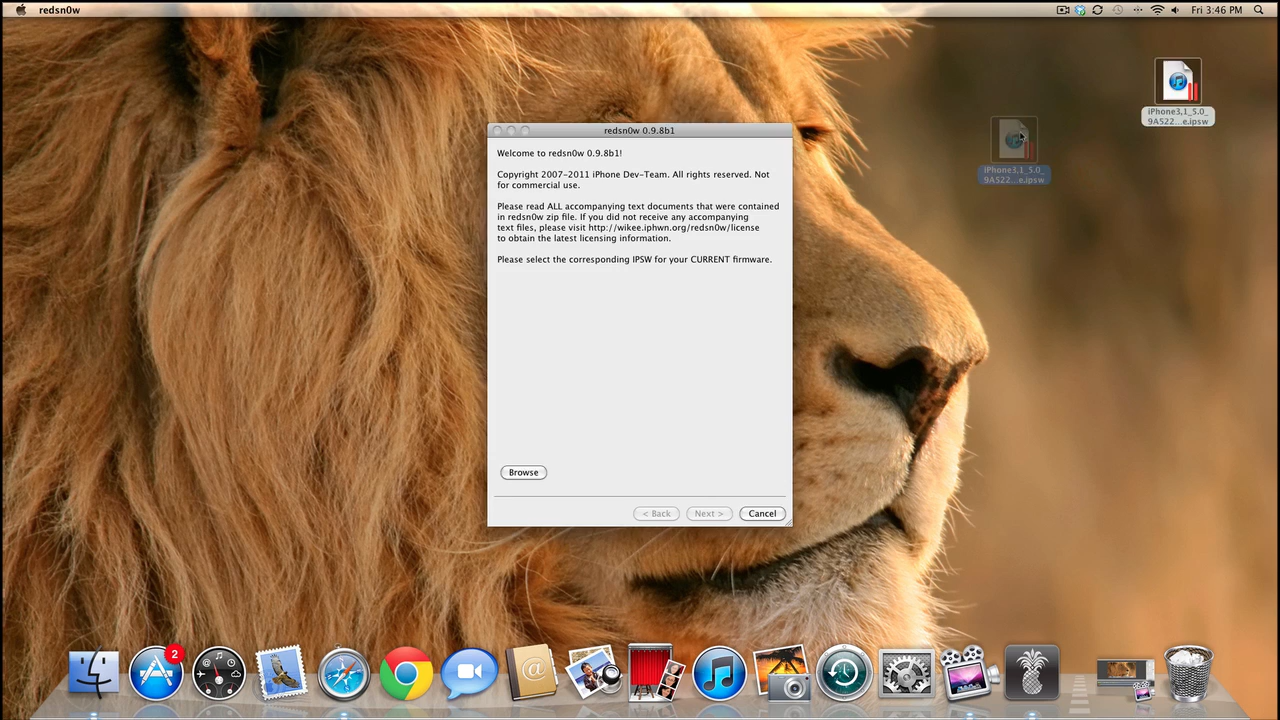 redsn0w
Fri 3:46 PM
iPhone3,1_5.0_
9A522...e.ipsw
iPhone3,1_5.0_
9A522...e.ipsw
redsn0w 0.9.8b1
Welcome to redsn0w 0.9.8b1!
Copyright 2007-2011 iPhone Dev-Team. All rights reserved. Not
for commercial use.
Please read ALL accompanying text documents that were contained
in redsn0w zip file. If you did not receive any accompanying
text files, please visit http://wikee.iphwn.org/redsn0w/license
to obtain the latest licensing information.
Please select the corresponding IPSW for your CURRENT firmware.
Browse
< Back
Next >
Cancel
2